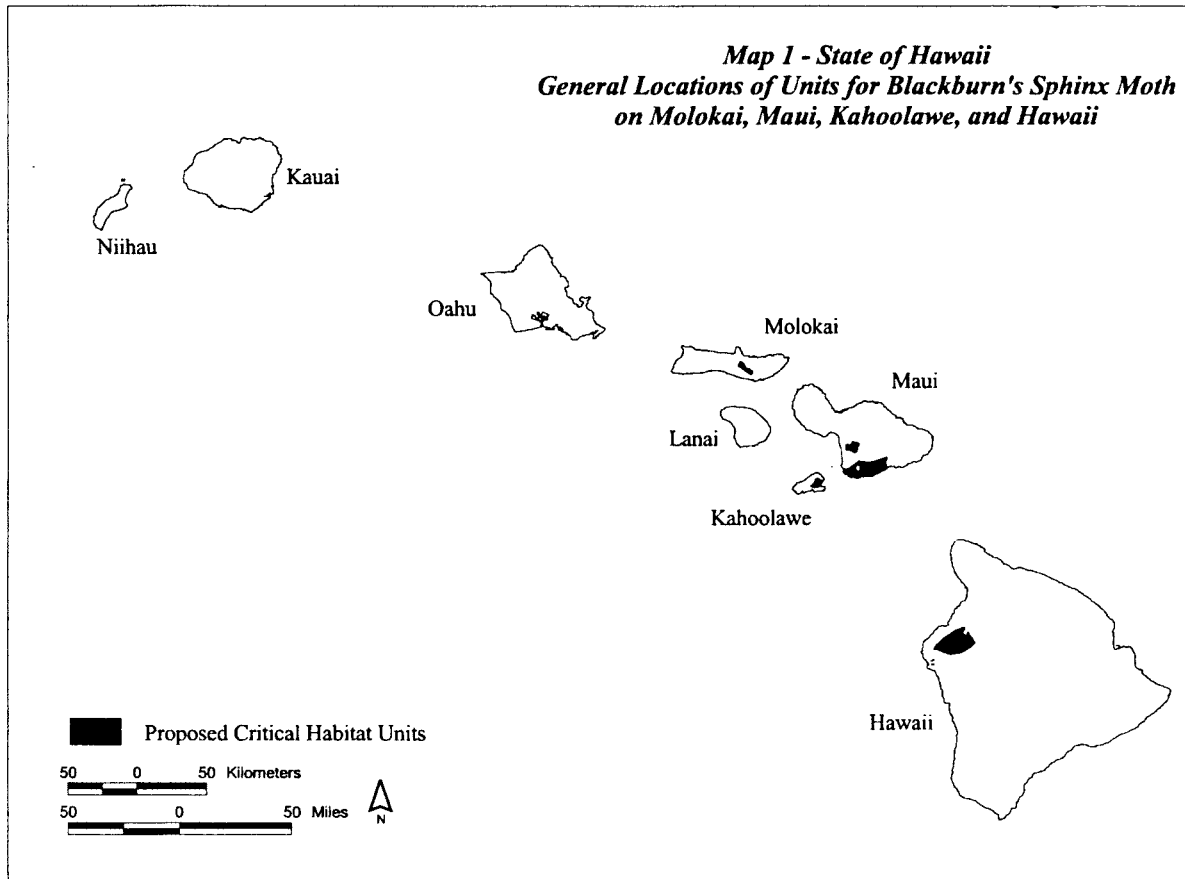 Map 1 - State of Hawaii
General Locations of Units for Blackburn's Sphinx Moth
on Molokai, Maui, Kahoolawe, and Hawaii
Kauai
Niihau
Oahu
Molokai
Maui
Lanai
Kahoolawe
Hawaii
Proposed Critical Habitat Units
50 0 50 Kilometers
50 0 50 Miles
N